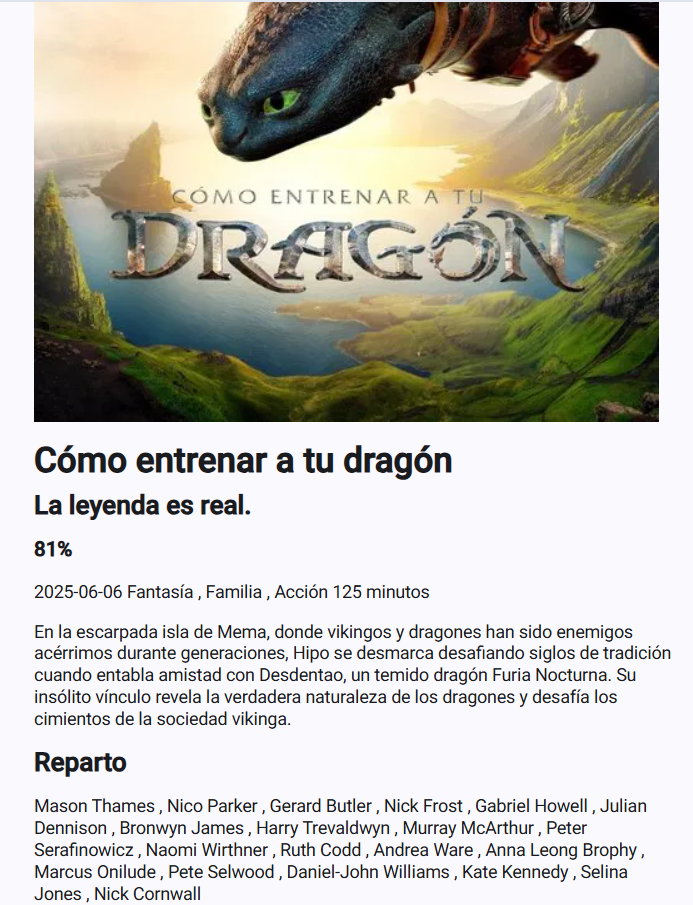 CÓMO ENTRENAR A TU
DRAGÓN
Cómo entrenar a tu dragón
La leyenda es real.
81%
2025-06-06 Fantasía , Familia , Acción 125 minutos
En la escarpada isla de Mema, donde vikingos y dragones han sido enemigos
acérrimos durante generaciones, Hipo se desmarca desafiando siglos de tradición
cuando entabla amistad con Desdentao, un temido dragón Furia Nocturna. Su
insólito vínculo revela la verdadera naturaleza de los dragones y desafía los
cimientos de la sociedad vikinga.
Reparto
Mason Thames , Nico Parker , Gerard Butler , Nick Frost , Gabriel Howell , Julian
Dennison , Bronwyn James , Harry Trevaldwyn , Murray McArthur , Peter
Serafinowicz , Naomi Wirthner , Ruth Codd , Andrea Ware , Anna Leong Brophy ,
Marcus Onilude , Pete Selwood , Daniel-John Williams , Kate Kennedy , Selina
Jones , Nick Cornwall